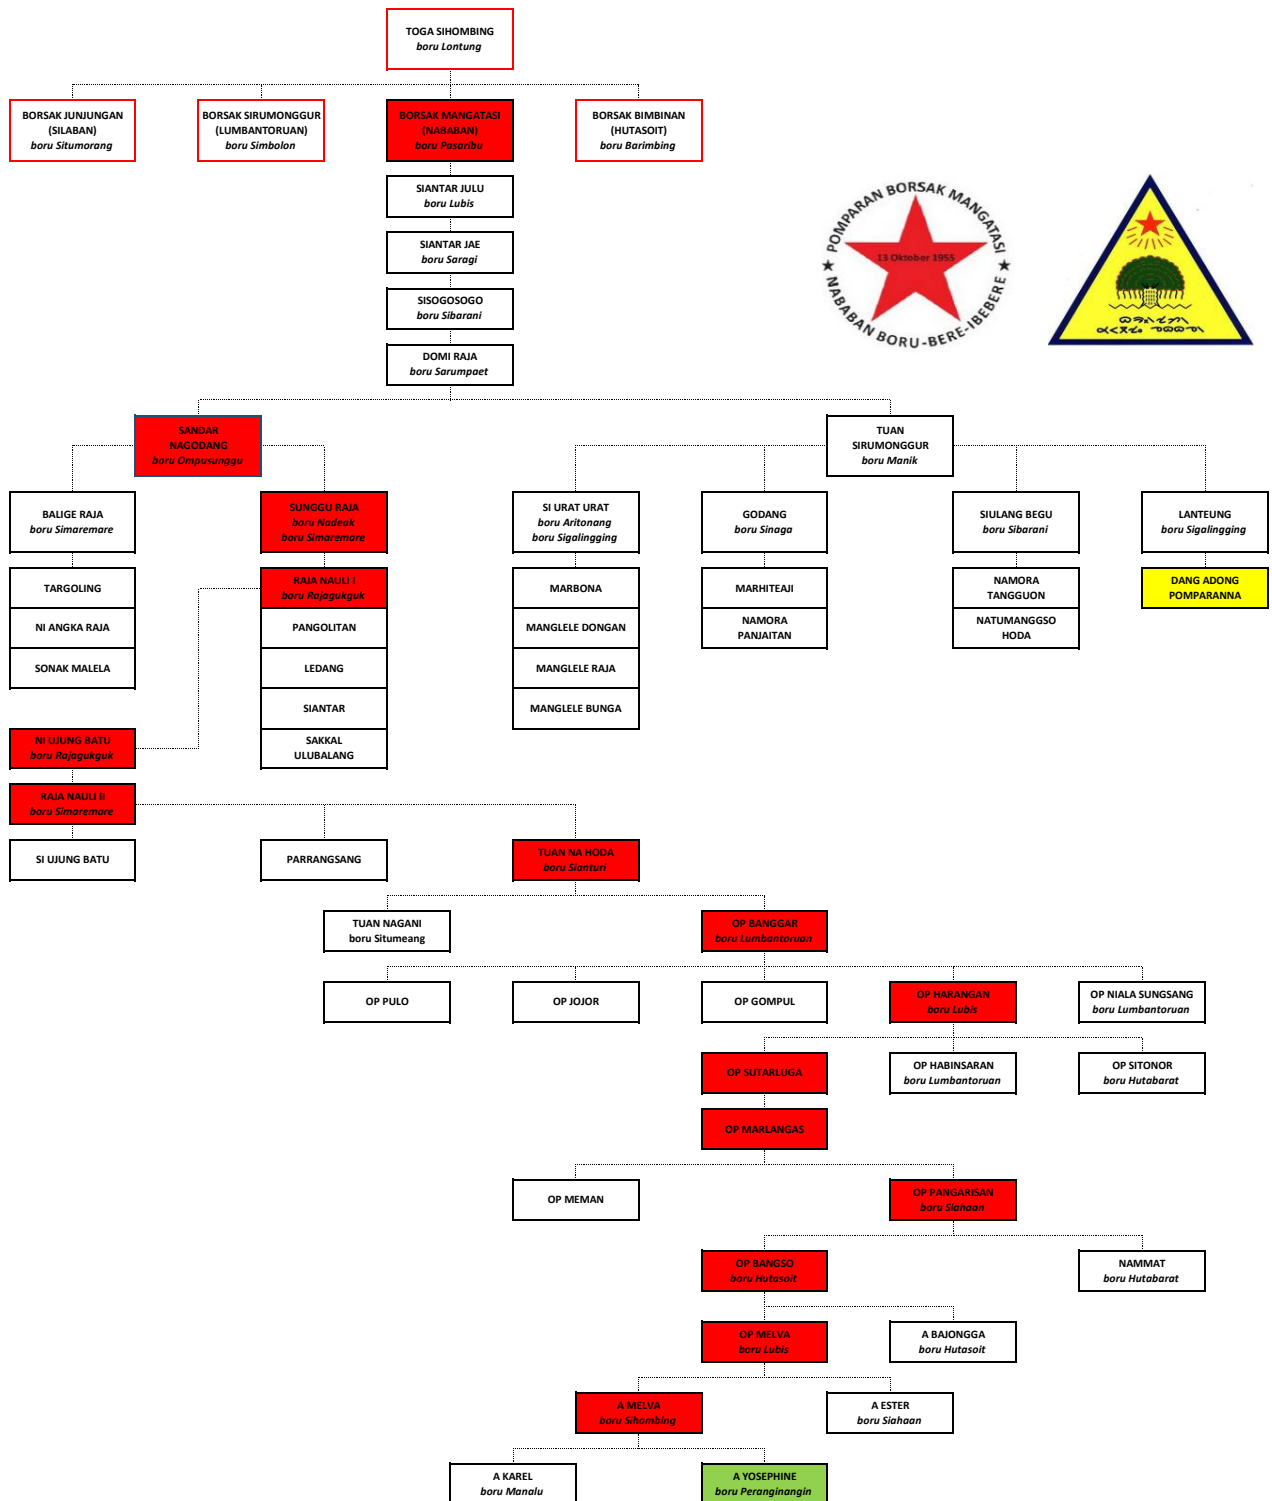 TOGA SIHOMBING
boru Lontung
BORSAK JUNJUNGAN
(SILABAN)
boru Situmorang
BORSAK SIRUMONGGUR
(LUMBANTORUAN)
boru Simbolon
BORSAK MANGATASI
(NABABAN)
boru Pasaribu
BORSAK BIMBINAN
(HUTASOIT)
boru Barimbing
SIANTAR JULU
boru Lubis
SIANTAR JAE
boru Saragi
SISOGOSOGO
boru Sibarani
DOMI RAJA
boru Sarumpaet
POMPARAN BORSAK MANGATASI
13 Oktober 1955
NABABAN BORU-BERE-IBEBERE
SANDAR
NAGODANG
boru Ompusunggu
TUAN
SIRUMONGGUR
boru Manik
BALIGE RAJA
boru Simaremare
SUNGGU RAJA
boru Nadeak
boru Simaremare
SI URAT URAT
boru Aritonang
boru Sigalingging
GODANG
boru Sinaga
SIULANG BEGU
boru Sibarani
LANTEUNG
boru Sigalingging
TARGOLING
NI ANGKA RAJA
SONAK MALELA
RAJA NAULI I
boru Rajagukguk
PANGOLITAN
LEDANG
SIANTAR
SAKKAL
ULUBALANG
MARBONA
MANGLELE DONGAN
MANGLELE RAJA
MANGLELE BUNGA
MARHITEAJI
NAMORA
PANJAITAN
NAMORA
TANGGUON
NATUMANGGSO
HODA
DANG ADONG
POMPARANNA
NI UJUNG BATU
boru Rajagukguk
RAJA NAULI II
boru Simaremare
SI UJUNG BATU
PARRANGSANG
TUAN NA HODA
boru Sianturi
TUAN NAGANI
boru Situmeang
OP BANGGAR
boru Lumbantoruan
OP PULO
OP JOJOR
OP GOMPUL
OP HARANGAN
boru Lubis
OP NIALA SUNGSANG
boru Lumbantoruan
OP SUTARLUGA
OP HABINSARAN
boru Lumbantoruan
OP SITONOR
boru Hutabarat
OP MARLANGAS
OP MEMAN
OP PANGARISAN
boru Siahaan
OP BANGSO
boru Hutasoit
NAMMAT
boru Hutabarat
OP MELVA
boru Lubis
A BAJONGGA
boru Hutasoit
A MELVA
boru Sihombing
A ESTER
boru Siahaan
A KAREL
boru Manalu
A YOSEPHINE
boru Peranginangin